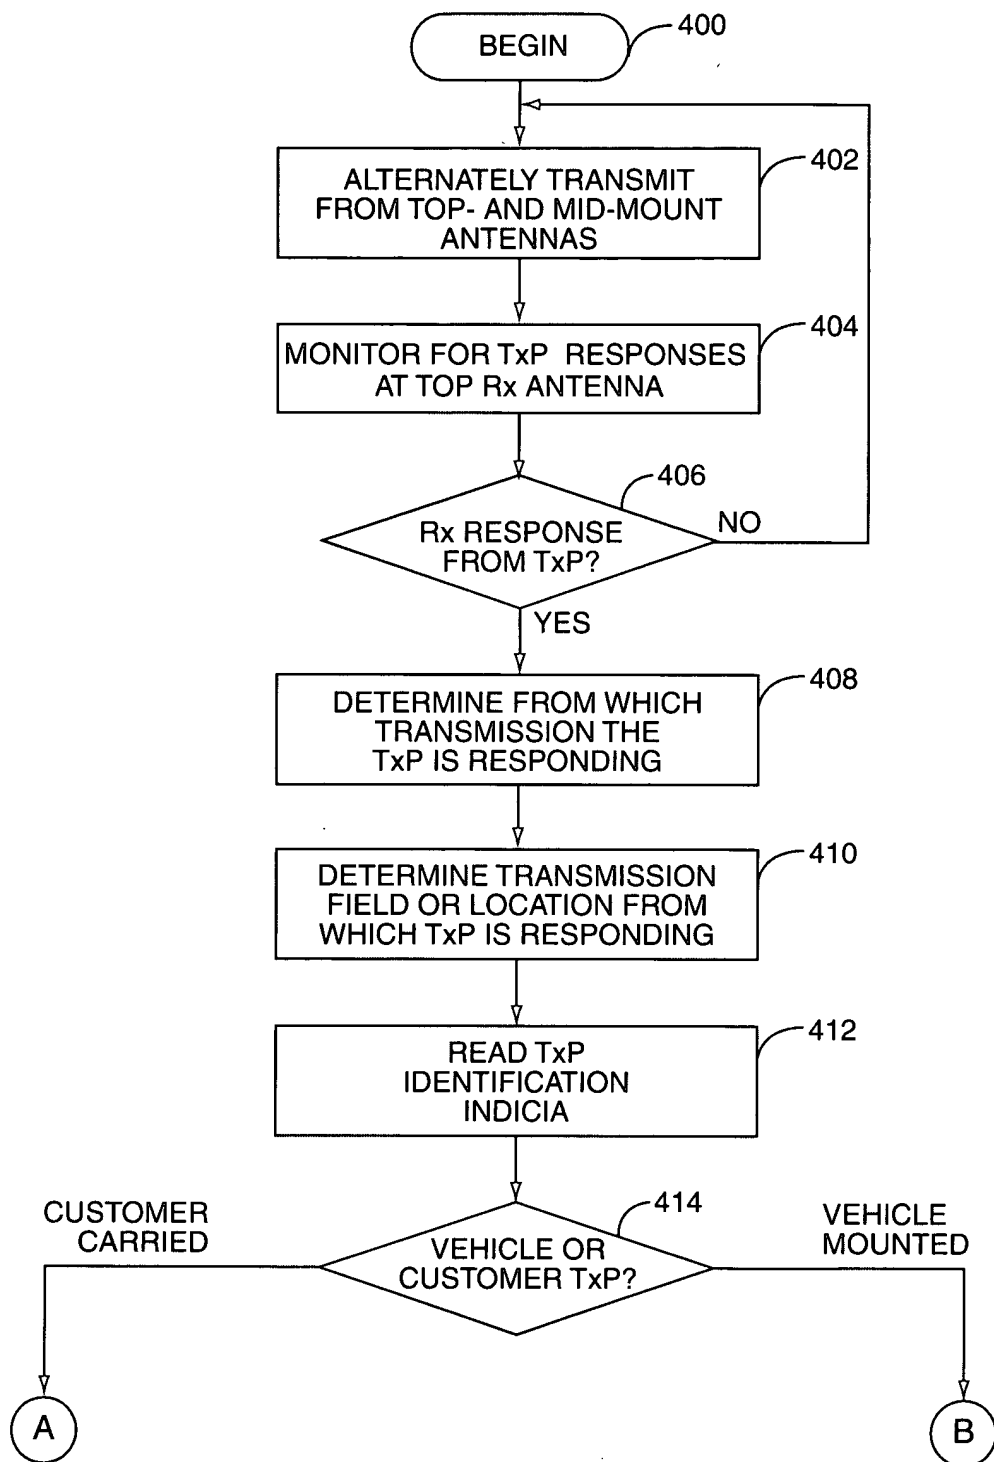 BEGIN
400
ALTERNATELY TRANSMIT
FROM TOP- AND MID-MOUNT
ANTENNAS
402
MONITOR FOR TxP RESPONSES
AT TOP Rx ANTENNA
404
406
Rx RESPONSE
FROM TxP?
NO
YES
DETERMINE FROM WHICH
TRANSMISSION THE
TxP IS RESPONDING
408
DETERMINE TRANSMISSION
FIELD OR LOCATION FROM
WHICH TxP IS RESPONDING
410
READ TxP
IDENTIFICATION
INDICIA
412
414
CUSTOMER
CARRIED
VEHICLE OR
CUSTOMER TxP?
VEHICLE
MOUNTED
A
B